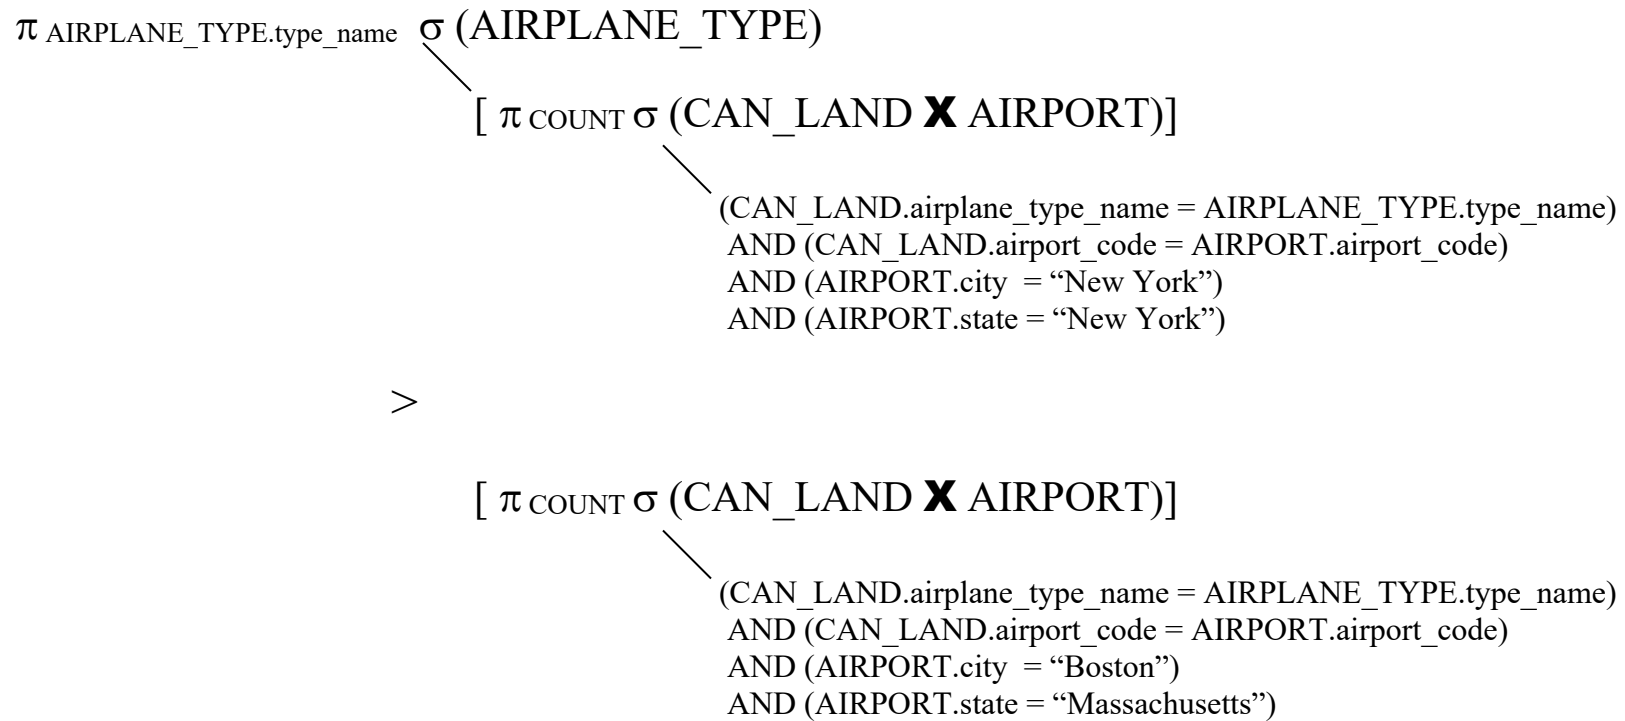 π AIRPLANE_TYPE.type_name σ (AIRPLANE_TYPE)
[ π COUNT σ (CAN_LAND X AIRPORT)]
(CAN_LAND.airplane_type_name = AIRPLANE_TYPE.type_name)
AND (CAN_LAND.airport_code = AIRPORT.airport_code)
AND (AIRPORT.city = “New York”)
AND (AIRPORT.state = “New York”)
>
[ π COUNT σ (CAN_LAND X AIRPORT)]
(CAN_LAND.airplane_type_name = AIRPLANE_TYPE.type_name)
AND (CAN_LAND.airport_code = AIRPORT.airport_code)
AND (AIRPORT.city = “Boston”)
AND (AIRPORT.state = “Massachusetts”)